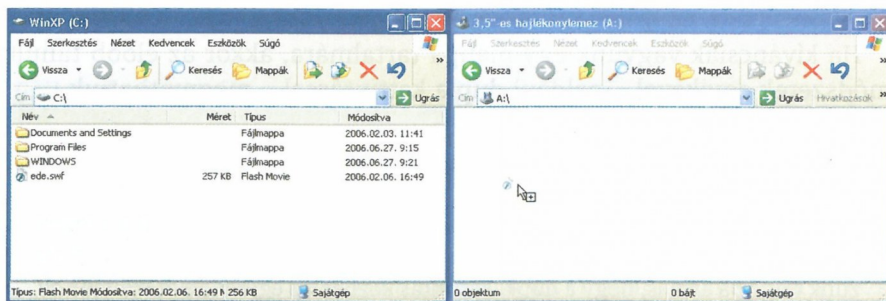 WinXP (C:)
Fájl Szerkesztés Nézet Kedvencek Eszközök Súgó
Vissza Keresés Mappák »
Cím C:\ Ugrás
Név Méret Típus Módosítva
Documents and Settings Fájlmappa 2006.02.03. 11:41
Program Files Fájlmappa 2006.06.27. 9:15
WINDOWS Fájlmappa 2006.06.27. 9:21
ede.swf 257 KB Flash Movie 2006.02.06. 16:49
Típus: Flash Movie Módosítva: 2006.02.06. 16:49 256 KB Sajátgép
3,5"-es hajlékonylemez (A:)
Fájl Szerkesztés Nézet Kedvencek Eszközök Súgó
Vissza Keresés Mappák »
Cím A:\ Ugrás Hivatkozások »
0 objektum 0 bájt Sajátgép